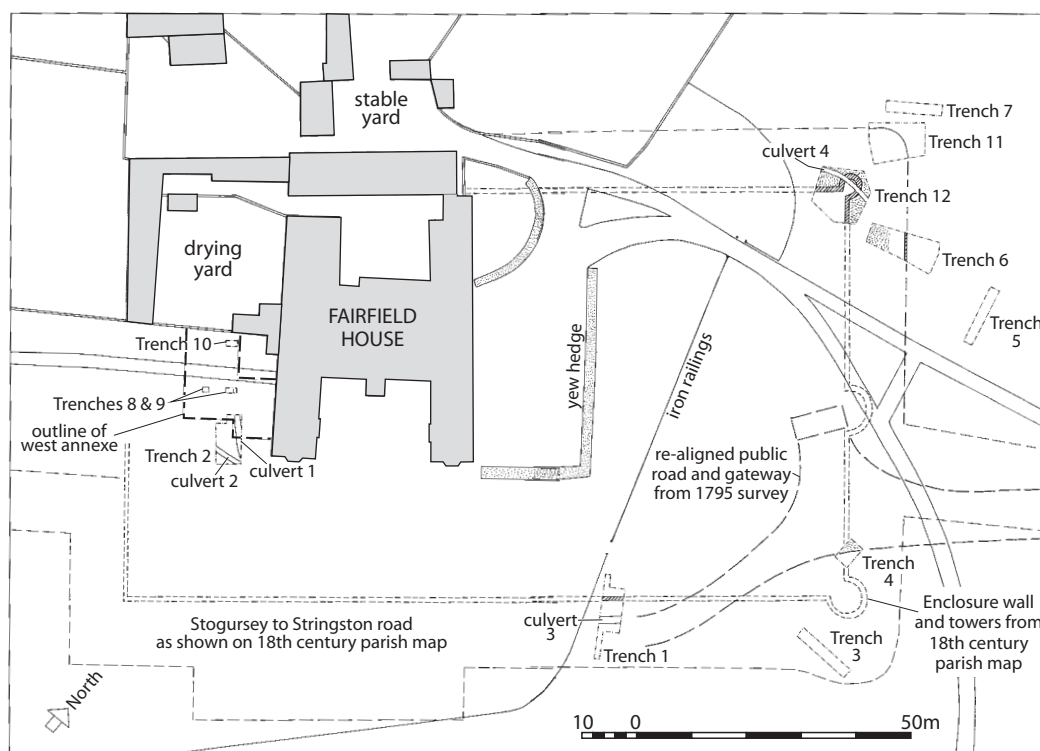 stable
yard
Trench 7
culvert 4
Trench 11
Trench 12
drying
yard
Trench 6
FAIRFIELD
HOUSE
Trench
5
Trench 10
yew hedge
iron railings
Trenches 8 & 9
outline of
west annexe
Trench 2
culvert 1
culvert 2
re-aligned public
road and gateway
from 1795 survey
Trench
4
Enclosure wall
and towers from
18th century
parish map
Stogursey to Stringston road
as shown on 18th century parish map
culvert
3
Trench 1
Trench
3
North
10 0 50m